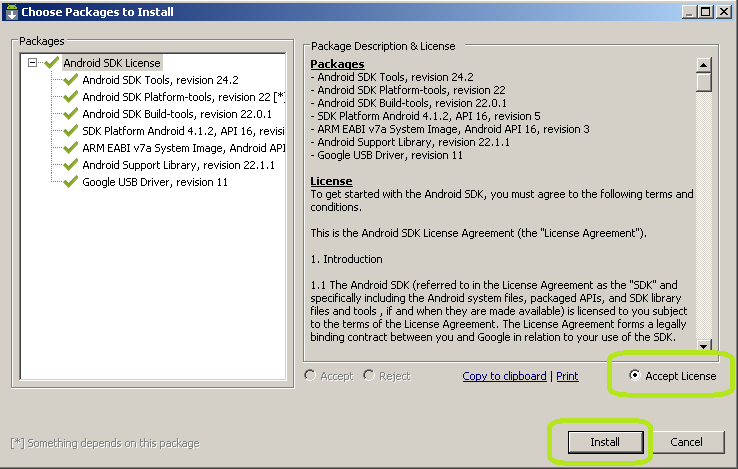 Choose Packages to Install
Packages
Android SDK License
Android SDK Tools, revision 24.2
Android SDK Platform-tools, revision 22 [*]
Android SDK Build-tools, revision 22.0.1
SDK Platform Android 4.1.2, API 16, revisi
ARM EABI v7a System Image, Android API
Android Support Library, revision 22.1.1
Google USB Driver, revision 11
Package Description & License
Packages
- Android SDK Tools, revision 24.2
- Android SDK Platform-tools, revision 22
- Android SDK Build-tools, revision 22.0.1
- SDK Platform Android 4.1.2, API 16, revision 5
- ARM EABI v7a System Image, Android API 16, revision 3
- Android Support Library, revision 22.1.1
- Google USB Driver, revision 11
License
To get started with the Android SDK, you must agree to the following terms and
conditions.
This is the Android SDK License Agreement (the "License Agreement").
1. Introduction
1.1 The Android SDK (referred to in the License Agreement as the "SDK" and
specifically including the Android system files, packaged APIs, and SDK library
files and tools , if and when they are made available) is licensed to you subject
to the terms of the License Agreement. The License Agreement forms a legally
binding contract between you and Google in relation to your use of the SDK.
Accept Reject Copy to clipboard | Print Accept License
[*] Something depends on this package
Install Cancel